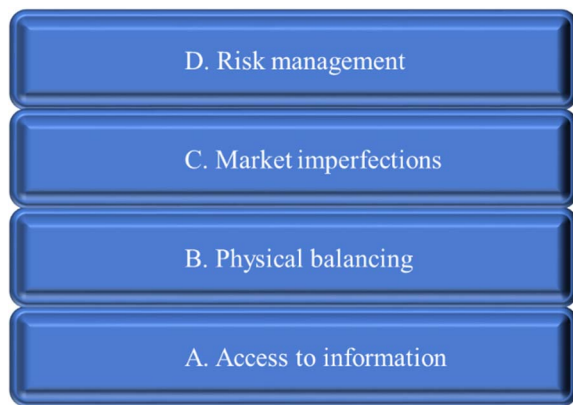 D. Risk management
C. Market imperfections
B. Physical balancing
A. Access to information